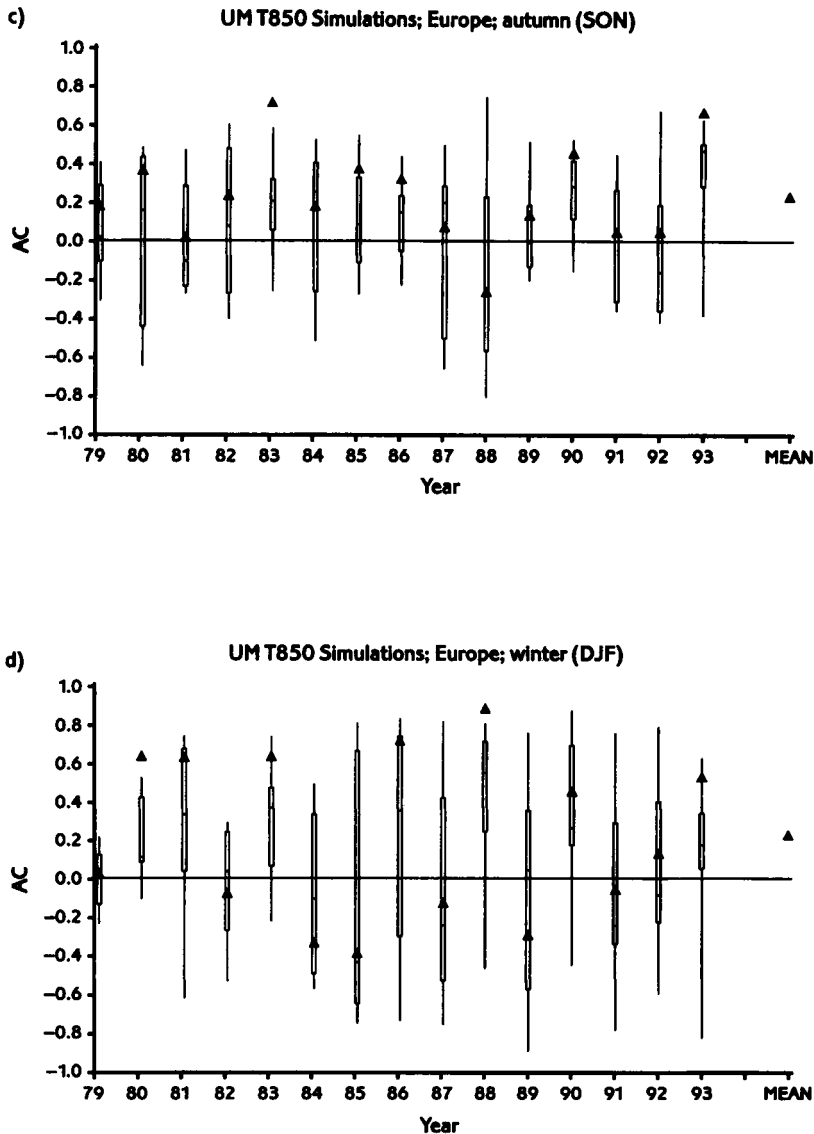 c)
UM T850 Simulations; Europe; autumn (SON)
1.0
0.8
0.6
0.4
0.2
0.0
−0.2
−0.4
−0.6
−0.8
−1.0
AC
79 80 81 82 83 84 85 86 87 88 89 90 91 92 93 MEAN
Year
d)
UM T850 Simulations; Europe; winter (DJF)
1.0
0.8
0.6
0.4
0.2
0.0
−0.2
−0.4
−0.6
−0.8
−1.0
AC
79 80 81 82 83 84 85 86 87 88 89 90 91 92 93 MEAN
Year